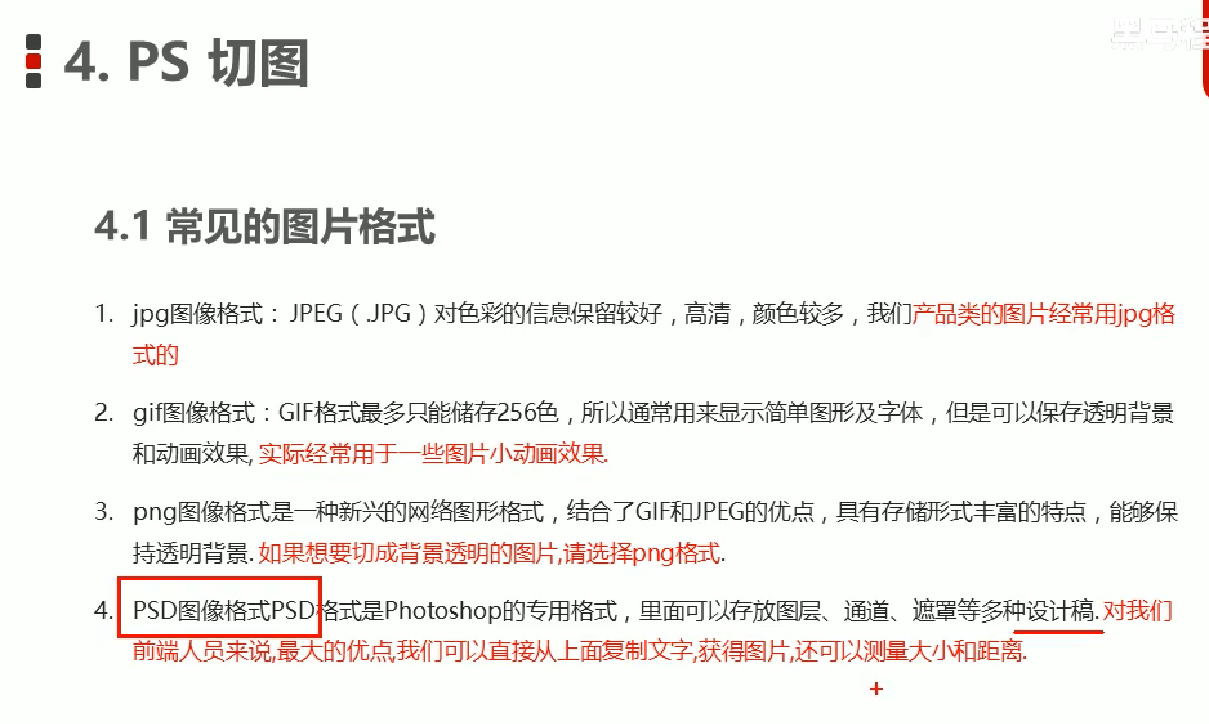 黑马程
4. PS 切图
4.1 常见的图片格式
1. jpg图像格式： JPEG（.JPG）对色彩的信息保留较好，高清，颜色较多，我们产品类的图片经常用jpg格
式的
2. gif图像格式：GIF格式最多只能储存256色，所以通常用来显示简单图形及字体，但是可以保存透明背景
和动画效果, 实际经常用于一些图片小动画效果.
3. png图像格式是一种新兴的网络图形格式，结合了GIF和JPEG的优点，具有存储形式丰富的特点，能够保
持透明背景. 如果想要切成背景透明的图片,请选择png格式.
4. PSD图像格式PSD格式是Photoshop的专用格式，里面可以存放图层、通道、遮罩等多种设计稿. 对我们
前端人员来说,最大的优点,我们可以直接从上面复制文字,获得图片,还可以测量大小和距离.